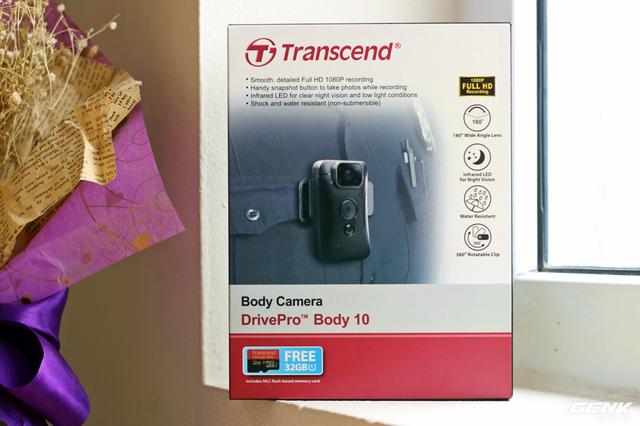 Transcend®
• Smooth, detailed Full HD 1080P recording
• Handy snapshot button to take photos while recording
• Infrared LED for clear night vision and low light conditions
• Shock and water resistant (non-submersible)
1080P
FULL HD
Recording
160°
160° Wide Angle Lens
Infrared LED
for Night Vision
Water Resistant
360°
360° Rotatable Clip
Body Camera
DrivePro™ Body 10
Transcend
FREE
32GB
Includes MLC flash-based memory card
GENK